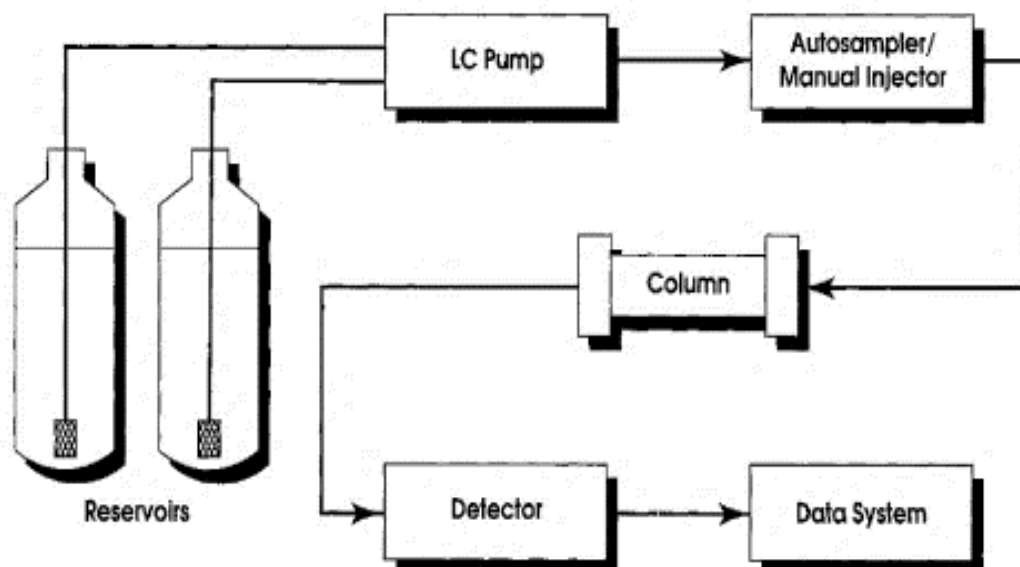 LC Pump
Autosampler/
Manual Injector
Column
Reservoirs
Detector
Data System